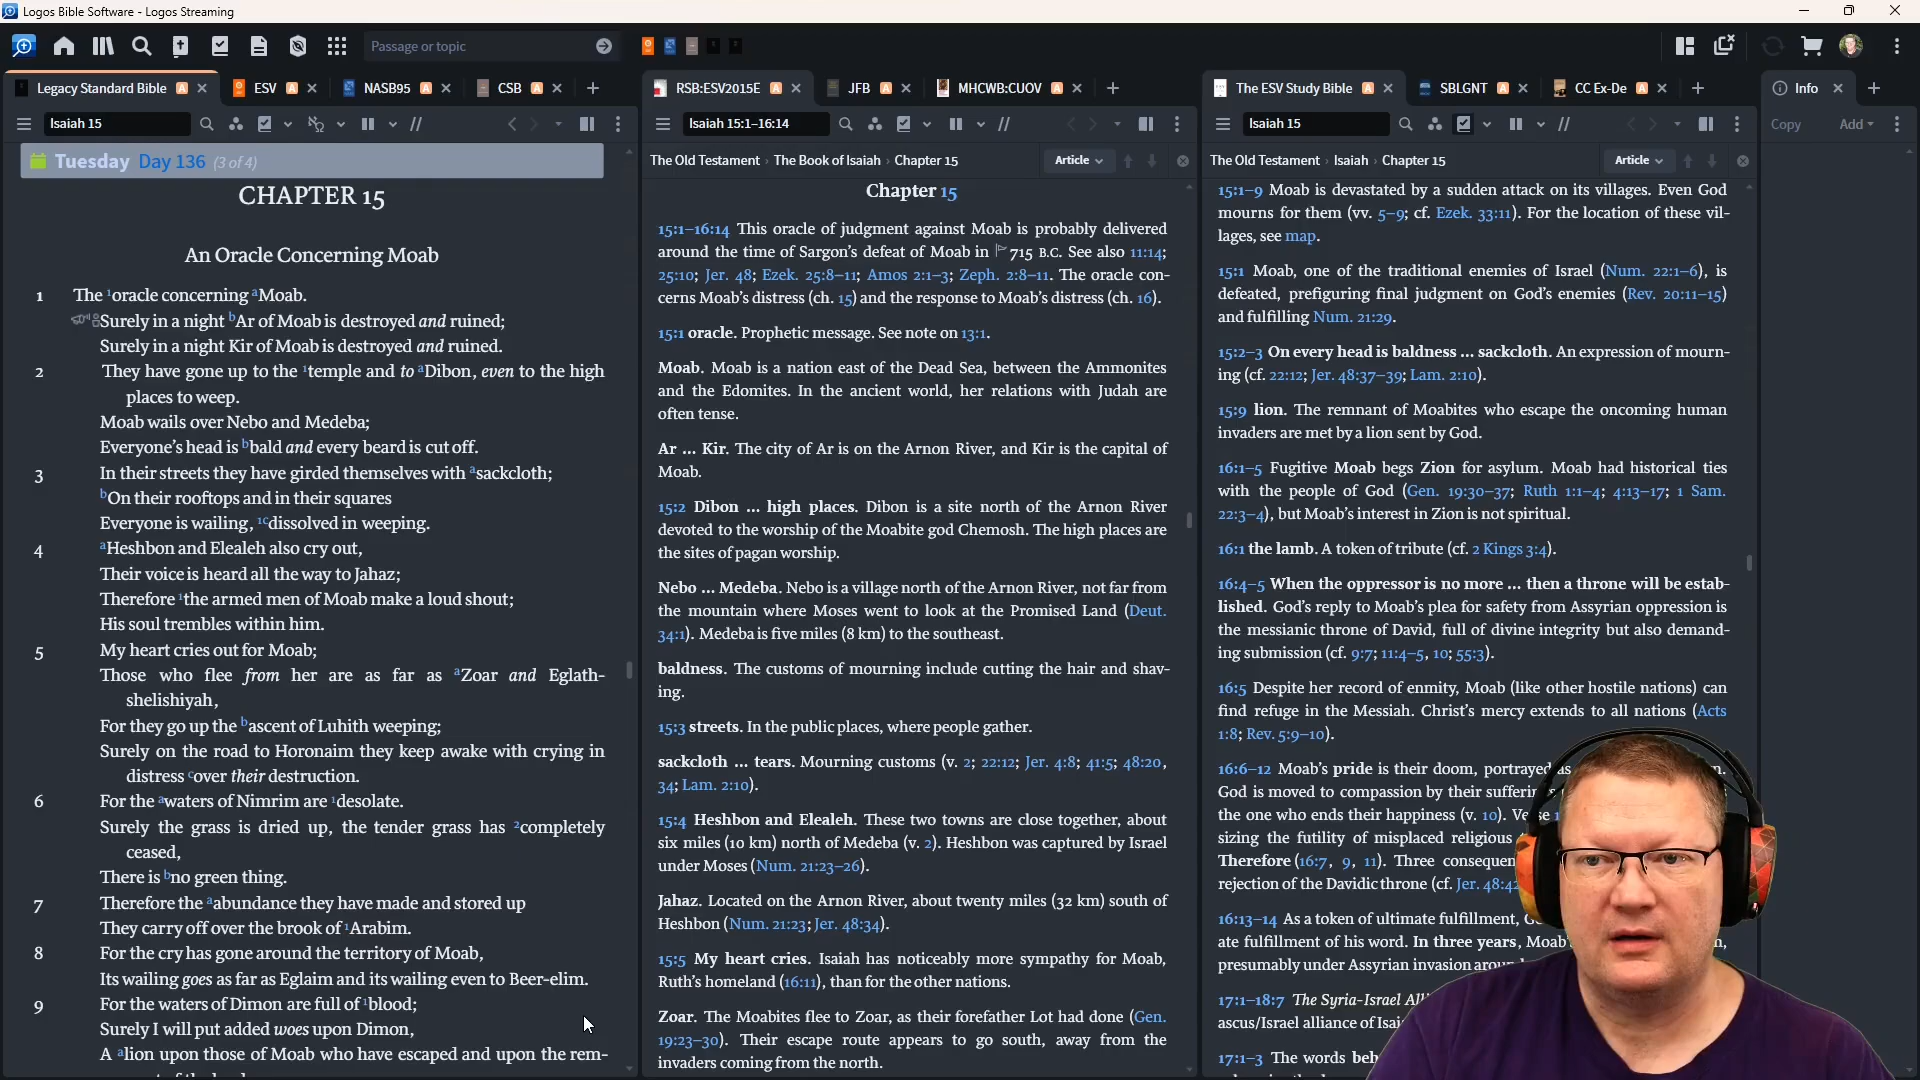 Logos Bible Software - Logos Streaming
Passage or topic
Legacy Standard Bible A
ESV A
NASB95 A
CSB A
RSB:ESV2015E A
JFB A
MHCWB:CUOV A
The ESV Study Bible A
SBLGNT A
CC Ex-De A
Info
Isaiah 15
Isaiah 15:1–16:14
Isaiah 15
Copy Add
Tuesday Day 136 (3 of 4)
CHAPTER 15
An Oracle Concerning Moab
1 The 1oracle concerning aMoab.
Surely in a night bAr of Moab is destroyed and ruined;
Surely in a night Kir of Moab is destroyed and ruined.
2 They have gone up to the 1temple and to aDibon, even to the high
places to weep.
Moab wails over Nebo and Medeba;
Everyone’s head is bbald and every beard is cut off.
3 In their streets they have girded themselves with asackcloth;
bOn their rooftops and in their squares
Everyone is wailing, 1cdissolved in weeping.
4 aHeshbon and Elealeh also cry out,
Their voice is heard all the way to Jahaz;
Therefore 1the armed men of Moab make a loud shout;
His soul trembles within him.
5 My heart cries out for Moab;
Those who flee from her are as far as aZoar and Eglath-
shelishiyah,
For they go up the bascent of Luhith weeping;
Surely on the road to Horonaim they keep awake with crying in
distress cover their destruction.
6 For the awaters of Nimrim are 1desolate.
Surely the grass is dried up, the tender grass has 2completely
ceased,
There is bno green thing.
7 Therefore the aabundance they have made and stored up
They carry off over the brook of 1Arabim.
8 For the cry has gone around the territory of Moab,
Its wailing goes as far as Eglaim and its wailing even to Beer-elim.
9 For the waters of Dimon are full of 1blood;
Surely I will put added woes upon Dimon,
A alion upon those of Moab who have escaped and upon the rem-
The Old Testament › The Book of Isaiah › Chapter 15
Article
Chapter 15
15:1–16:14 This oracle of judgment against Moab is probably delivered
around the time of Sargon’s defeat of Moab in 715 B.C. See also 11:14;
25:10; Jer. 48; Ezek. 25:8–11; Amos 2:1–3; Zeph. 2:8–11. The oracle con-
cerns Moab’s distress (ch. 15) and the response to Moab’s distress (ch. 16).
15:1 oracle. Prophetic message. See note on 13:1.
Moab. Moab is a nation east of the Dead Sea, between the Ammonites
and the Edomites. In the ancient world, her relations with Judah are
often tense.
Ar ... Kir. The city of Ar is on the Arnon River, and Kir is the capital of
Moab.
15:2 Dibon ... high places. Dibon is a site north of the Arnon River
devoted to the worship of the Moabite god Chemosh. The high places are
the sites of pagan worship.
Nebo ... Medeba. Nebo is a village north of the Arnon River, not far from
the mountain where Moses went to look at the Promised Land (Deut.
34:1). Medeba is five miles (8 km) to the southeast.
baldness. The customs of mourning include cutting the hair and shav-
ing.
15:3 streets. In the public places, where people gather.
sackcloth ... tears. Mourning customs (v. 2; 22:12; Jer. 4:8; 41:5; 48:20,
34; Lam. 2:10).
15:4 Heshbon and Elealeh. These two towns are close together, about
six miles (10 km) north of Medeba (v. 2). Heshbon was captured by Israel
under Moses (Num. 21:23–26).
Jahaz. Located on the Arnon River, about twenty miles (32 km) south of
Heshbon (Num. 21:23; Jer. 48:34).
15:5 My heart cries. Isaiah has noticeably more sympathy for Moab,
Ruth’s homeland (16:11), than for the other nations.
Zoar. The Moabites flee to Zoar, as their forefather Lot had done (Gen.
19:23–30). Their escape route appears to go south, away from the
invaders coming from the north.
The Old Testament › Isaiah › Chapter 15
Article
15:1–9 Moab is devastated by a sudden attack on its villages. Even God
mourns for them (vv. 5–9; cf. Ezek. 33:11). For the location of these vil-
lages, see map.
15:1 Moab, one of the traditional enemies of Israel (Num. 22:1–6), is
defeated, prefiguring final judgment on God’s enemies (Rev. 20:11–15)
and fulfilling Num. 21:29.
15:2–3 On every head is baldness ... sackcloth. An expression of mourn-
ing (cf. 22:12; Jer. 48:37–39; Lam. 2:10).
15:9 lion. The remnant of Moabites who escape the oncoming human
invaders are met by a lion sent by God.
16:1–5 Fugitive Moab begs Zion for asylum. Moab had historical ties
with the people of God (Gen. 19:30–37; Ruth 1:1–4; 4:13–17; 1 Sam.
22:3–4), but Moab’s interest in Zion is not spiritual.
16:1 the lamb. A token of tribute (cf. 2 Kings 3:4).
16:4–5 When the oppressor is no more ... then a throne will be estab-
lished. God’s reply to Moab’s plea for safety from Assyrian oppression is
the messianic throne of David, full of divine integrity but also demand-
ing submission (cf. 9:7; 11:4–5, 10; 55:3).
16:5 Despite her record of enmity, Moab (like other hostile nations) can
find refuge in the Messiah. Christ’s mercy extends to all nations (Acts
1:8; Rev. 5:9–10).
16:6–12 Moab’s pride is their doom, portrayed as
God is moved to compassion by their
the one who ends their happiness (v. 10).
sizing the futility of misplaced religious
Therefore (16:7, 9, 11). Three
rejection of the Davidic throne (cf. Jer.
16:13–14 As a token of ultimate fulfillment,
ate fulfillment of his word. In three years,
presumably under Assyrian invasion
17:1–18:7 The Syria-Israel
ascus/Israel alliance of
17:1–3 The words